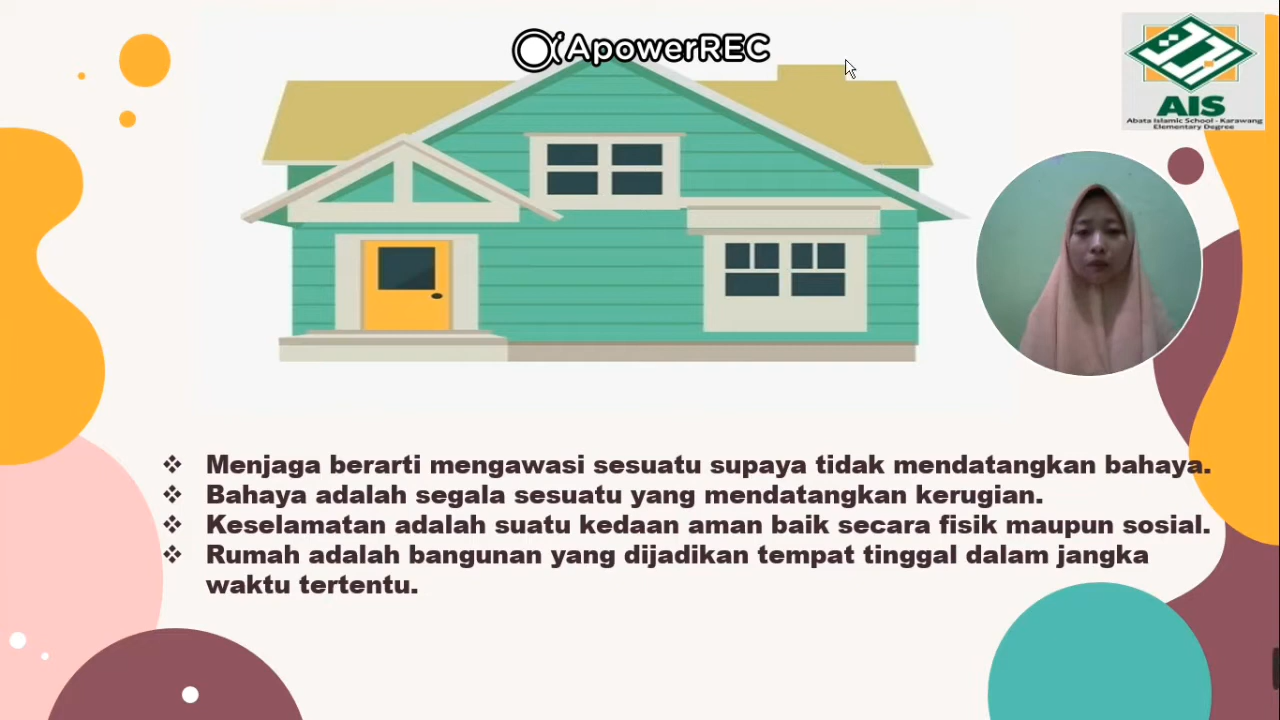 ApowerREC
AIS
Abata Islamic School - Karawang
Elementary Degree
❖ Menjaga berarti mengawasi sesuatu supaya tidak mendatangkan bahaya.
❖ Bahaya adalah segala sesuatu yang mendatangkan kerugian.
❖ Keselamatan adalah suatu kedaan aman baik secara fisik maupun sosial.
❖ Rumah adalah bangunan yang dijadikan tempat tinggal dalam jangka
waktu tertentu.